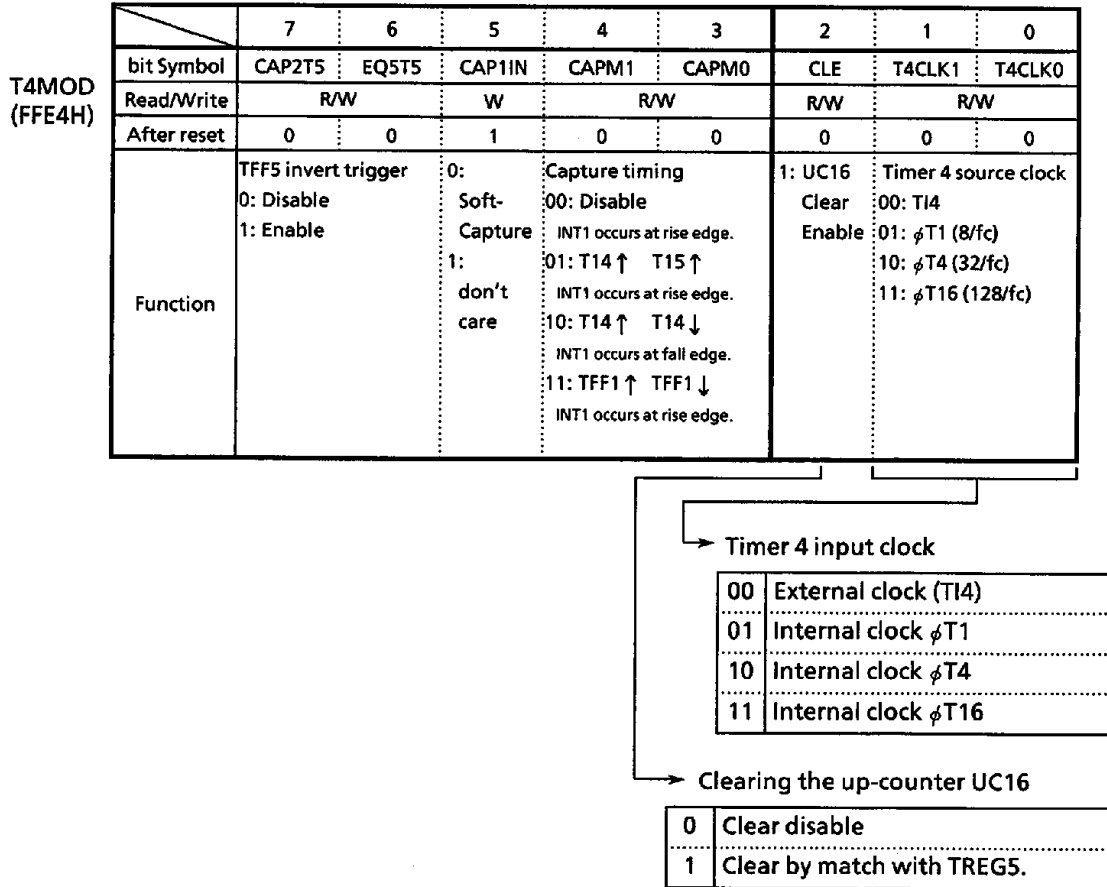 7 6 5 4 3 2 1 0
T4MOD
(FFE4H)
bit Symbol CAP2T5 EQ5T5 CAP1IN CAPM1 CAPM0 CLE T4CLK1 T4CLK0
Read/Write R/W W R/W R/W R/W
After reset 0 0 1 0 0 0 0 0
Function
TFF5 invert trigger
0: Disable
1: Enable
0:
Soft-
Capture
1:
don't
care
Capture timing
00: Disable
INT1 occurs at rise edge.
01: T14↑ T15↑
INT1 occurs at rise edge.
10: T14↑ T14↓
INT1 occurs at fall edge.
11: TFF1↑ TFF1↓
INT1 occurs at rise edge.
1: UC16
Clear
Enable
Timer 4 source clock
00: TI4
01: φT1 (8/fc)
10: φT4 (32/fc)
11: φT16 (128/fc)
Timer 4 input clock
00 External clock (TI4)
01 Internal clock φT1
10 Internal clock φT4
11 Internal clock φT16
Clearing the up-counter UC16
0 Clear disable
1 Clear by match with TREG5.